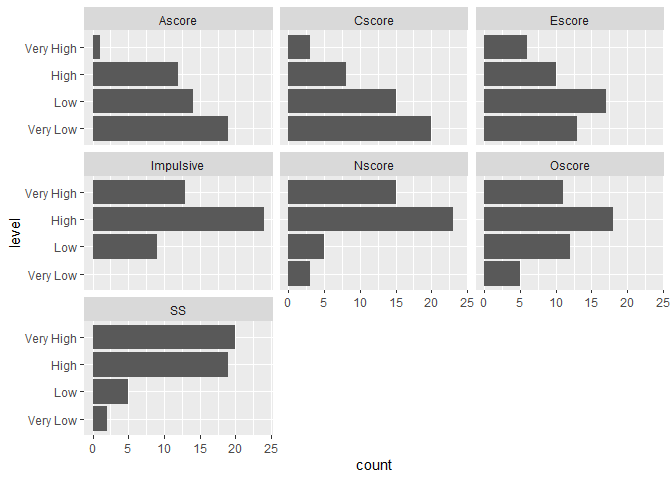 Ascore Cscore Escore
Very High
High
Low
Very Low
Impulsive Nscore Oscore
Very High
High
Low
Very Low
0 5 10 15 20 25 0 5 10 15 20 25
SS
Very High
High
Low
Very Low
0 5 10 15 20 25
level
count